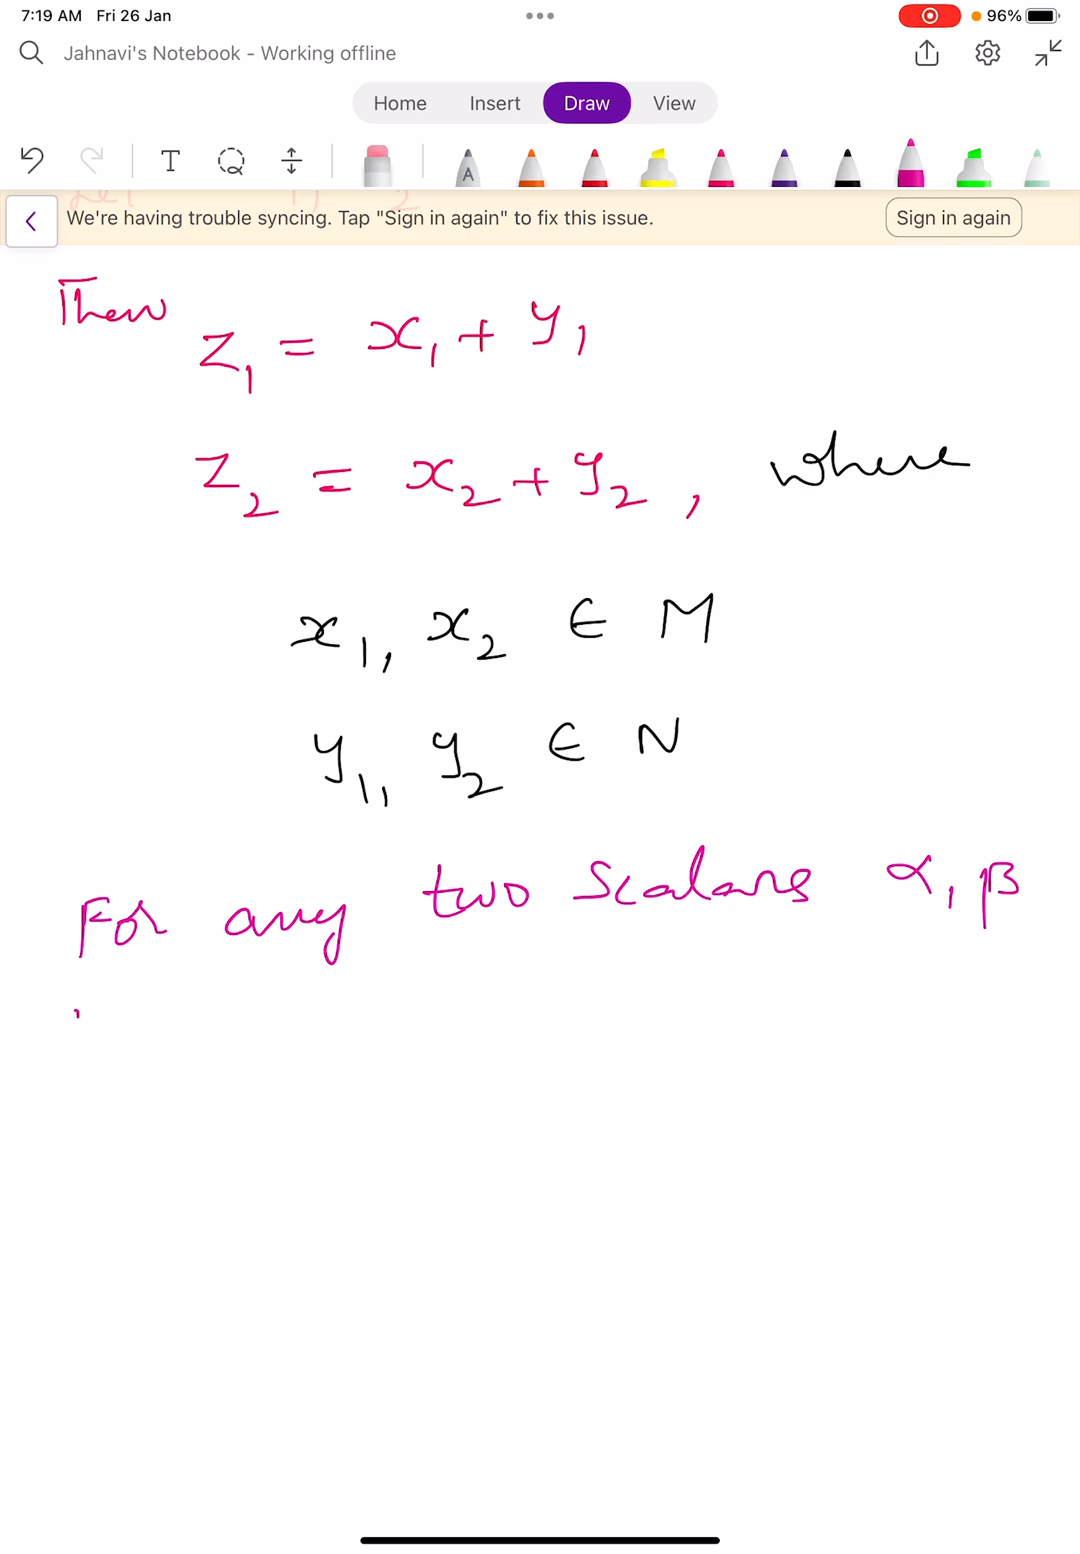 7:19 AM Fri 26 Jan
96%
Jahnavi's Notebook - Working offline
Home Insert Draw View
T A
We're having trouble syncing. Tap "Sign in again" to fix this issue.
Sign in again
Then
z₁ = x₁ + y₁
z₂ = x₂ + y₂ , where
x₁, x₂ ∈ M
y₁, y₂ ∈ N
For any two Scalars α, β